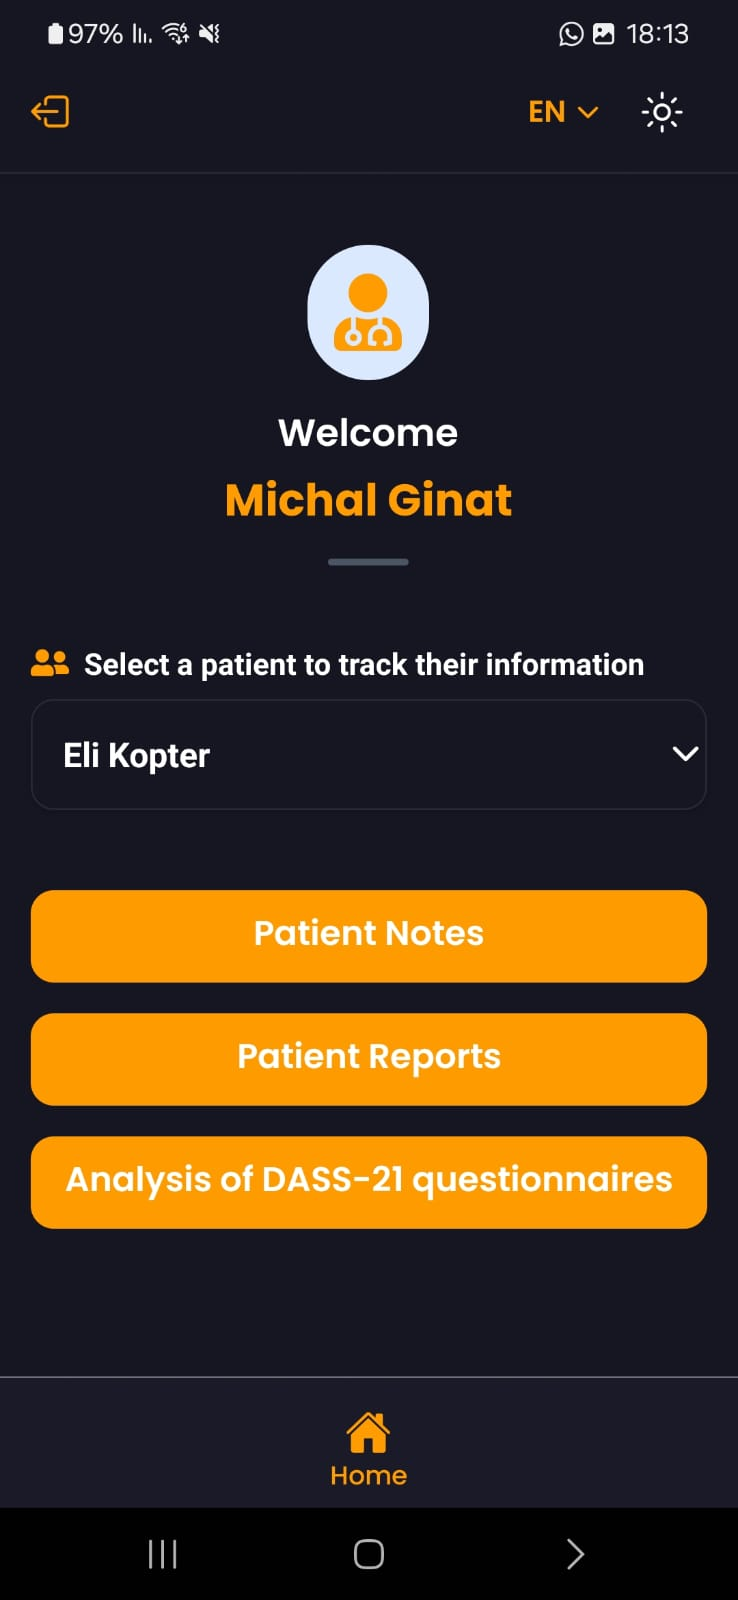 97% 18:13
EN
Welcome
Michal Ginat
Select a patient to track their information
Eli Kopter
Patient Notes
Patient Reports
Analysis of DASS-21 questionnaires
Home